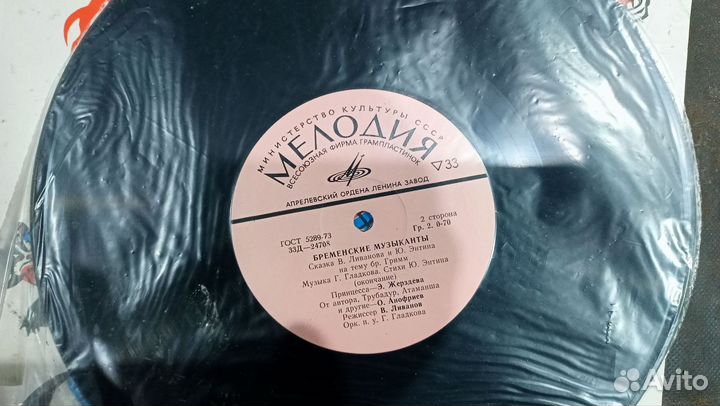 МИНИСТЕРСТВО КУЛЬТУРЫ СССР
МЕЛОДИЯ
ВСЕСОЮЗНАЯ ФИРМА ГРАМПЛАСТИНОК
33
АПРЕЛЕВСКИЙ ОРДЕНА ЛЕНИНА ЗАВОД
ГОСТ 5289-73
33Д—24708
2 сторона
Гр. 2. 0-70
БРЕМЕНСКИЕ МУЗЫКАНТЫ
Сказка В. Ливанова и Ю. Энтина
на тему бр. Гримм
Музыка Г. Гладкова. Стихи Ю. Энтина
(окончание)
Принцесса—Э. Жерздева
От автора, Трубадур, Атаманша
и другие—О. Анофриев
Режиссер В. Ливанов
Орк. п. у. Г. Гладкова
Avito